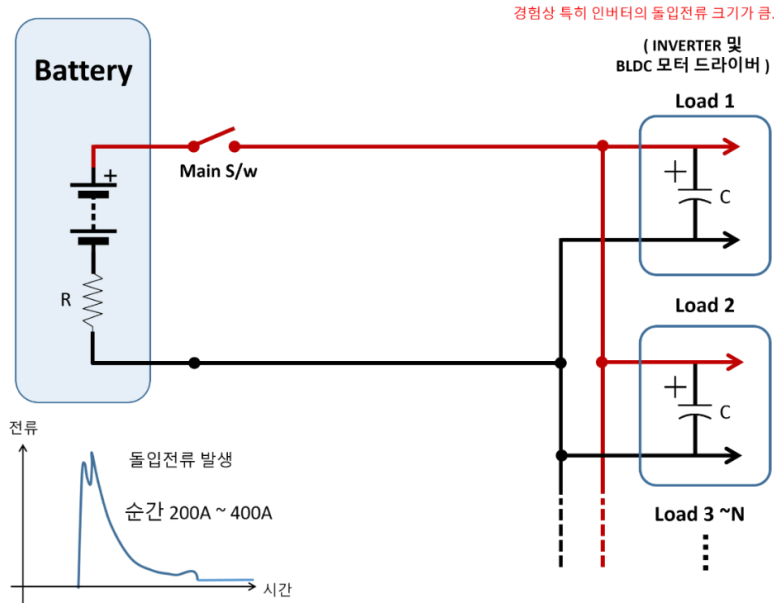 경험상 특히 인버터의 돌입전류 크기가 큼.
( INVERTER 및
BLDC 모터 드라이버 )
Battery
Load 1
+
Main S/w
+
C
R
Load 2
+
C
전류
돌입전류 발생
순간 200A ~ 400A
Load 3 ~N
시간